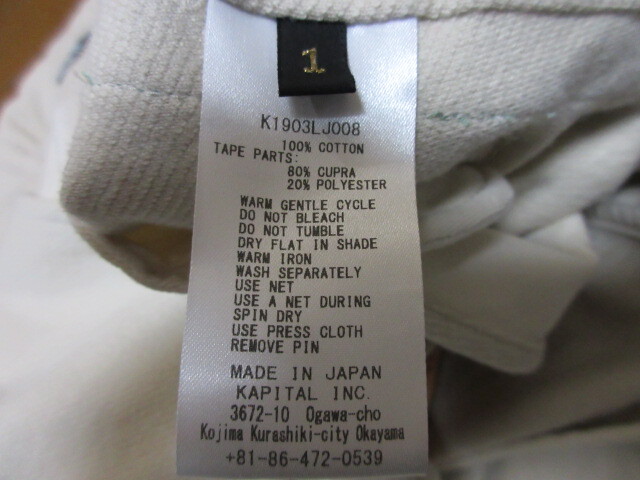 1
K1903LJ008
100% COTTON
TAPE PARTS:
80% CUPRA
20% POLYESTER
WARM GENTLE CYCLE
DO NOT BLEACH
DO NOT TUMBLE
DRY FLAT IN SHADE
WARM IRON
WASH SEPARATELY
USE NET
USE A NET DURING
SPIN DRY
USE PRESS CLOTH
REMOVE PIN
MADE IN JAPAN
KAPITAL INC.
3672-10 Ogawa-cho
Kojima Kurashiki-city Okayama
+81-86-472-0539